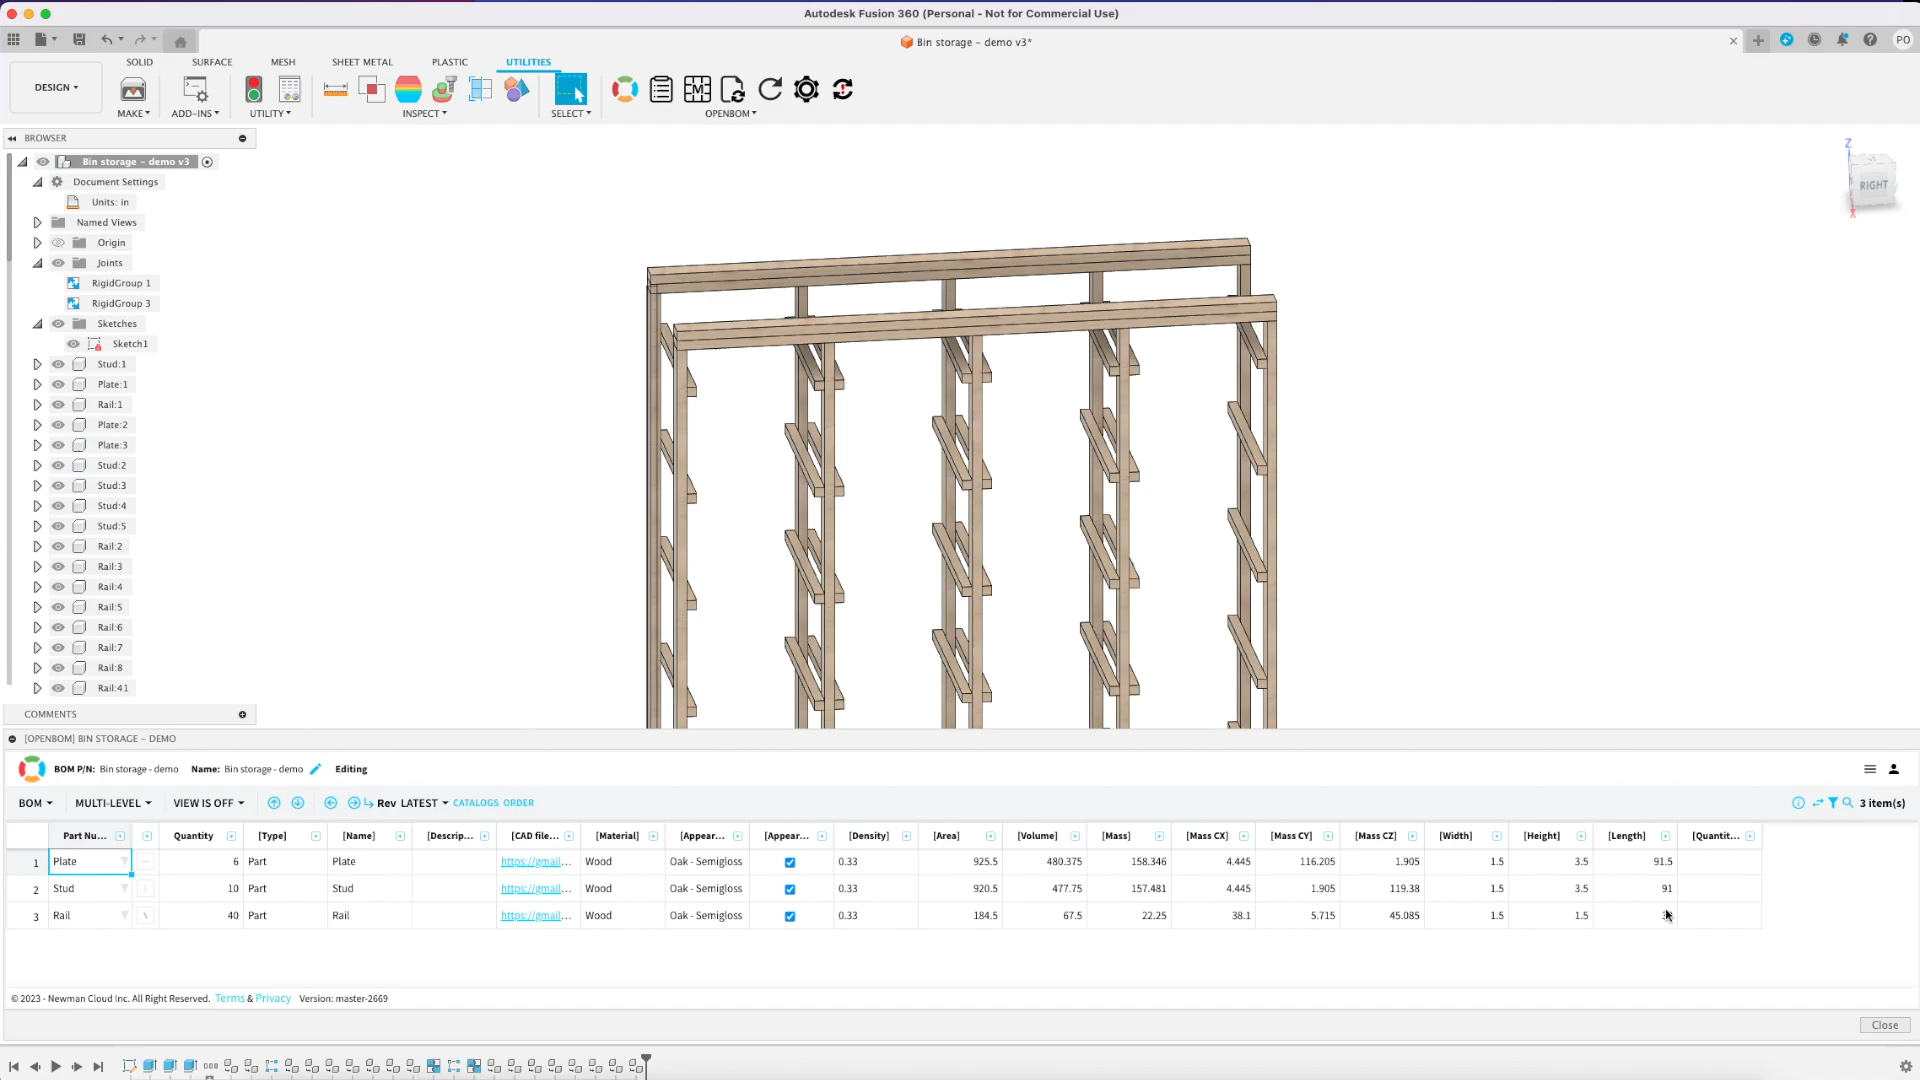 Autodesk Fusion 360 (Personal - Not for Commercial Use)
Bin storage - demo v3*
PO
SOLID SURFACE MESH SHEET METAL PLASTIC UTILITIES
DESIGN
MAKE ADD-INS UTILITY INSPECT SELECT OPENBOM
BROWSER
Bin storage - demo v3
Document Settings
Units: in
Named Views
Origin
Joints
RigidGroup 1
RigidGroup 3
Sketches
Sketch1
Stud:1
Plate:1
Rail:1
Plate:2
Plate:3
Stud:2
Stud:3
Stud:4
Stud:5
Rail:2
Rail:3
Rail:4
Rail:5
Rail:6
Rail:7
Rail:8
Rail:41
Z
RIGHT
X
COMMENTS
[OPENBOM] BIN STORAGE - DEMO
BOM P/N: Bin storage - demo Name: Bin storage - demo Editing
BOM MULTI-LEVEL VIEW IS OFF Rev LATEST CATALOGS ORDER 3 item(s)
Part Nu... Quantity [Type] [Name] [Descrip... [CAD file... [Material] [Appear... [Appear... [Density] [Area] [Volume] [Mass] [Mass CX] [Mass CY] [Mass CZ] [Width] [Height] [Length] [Quantit...
1 Plate 6 Part Plate https://gmail... Wood Oak - Semigloss 0.33 925.5 480.375 158.346 4.445 116.205 1.905 1.5 3.5 91.5
2 Stud 10 Part Stud https://gmail... Wood Oak - Semigloss 0.33 920.5 477.75 157.481 4.445 1.905 119.38 1.5 3.5 91
3 Rail 40 Part Rail https://gmail... Wood Oak - Semigloss 0.33 184.5 67.5 22.25 38.1 5.715 45.085 1.5 1.5
© 2023 - Newman Cloud Inc. All Right Reserved. Terms & Privacy Version: master-2669
Close